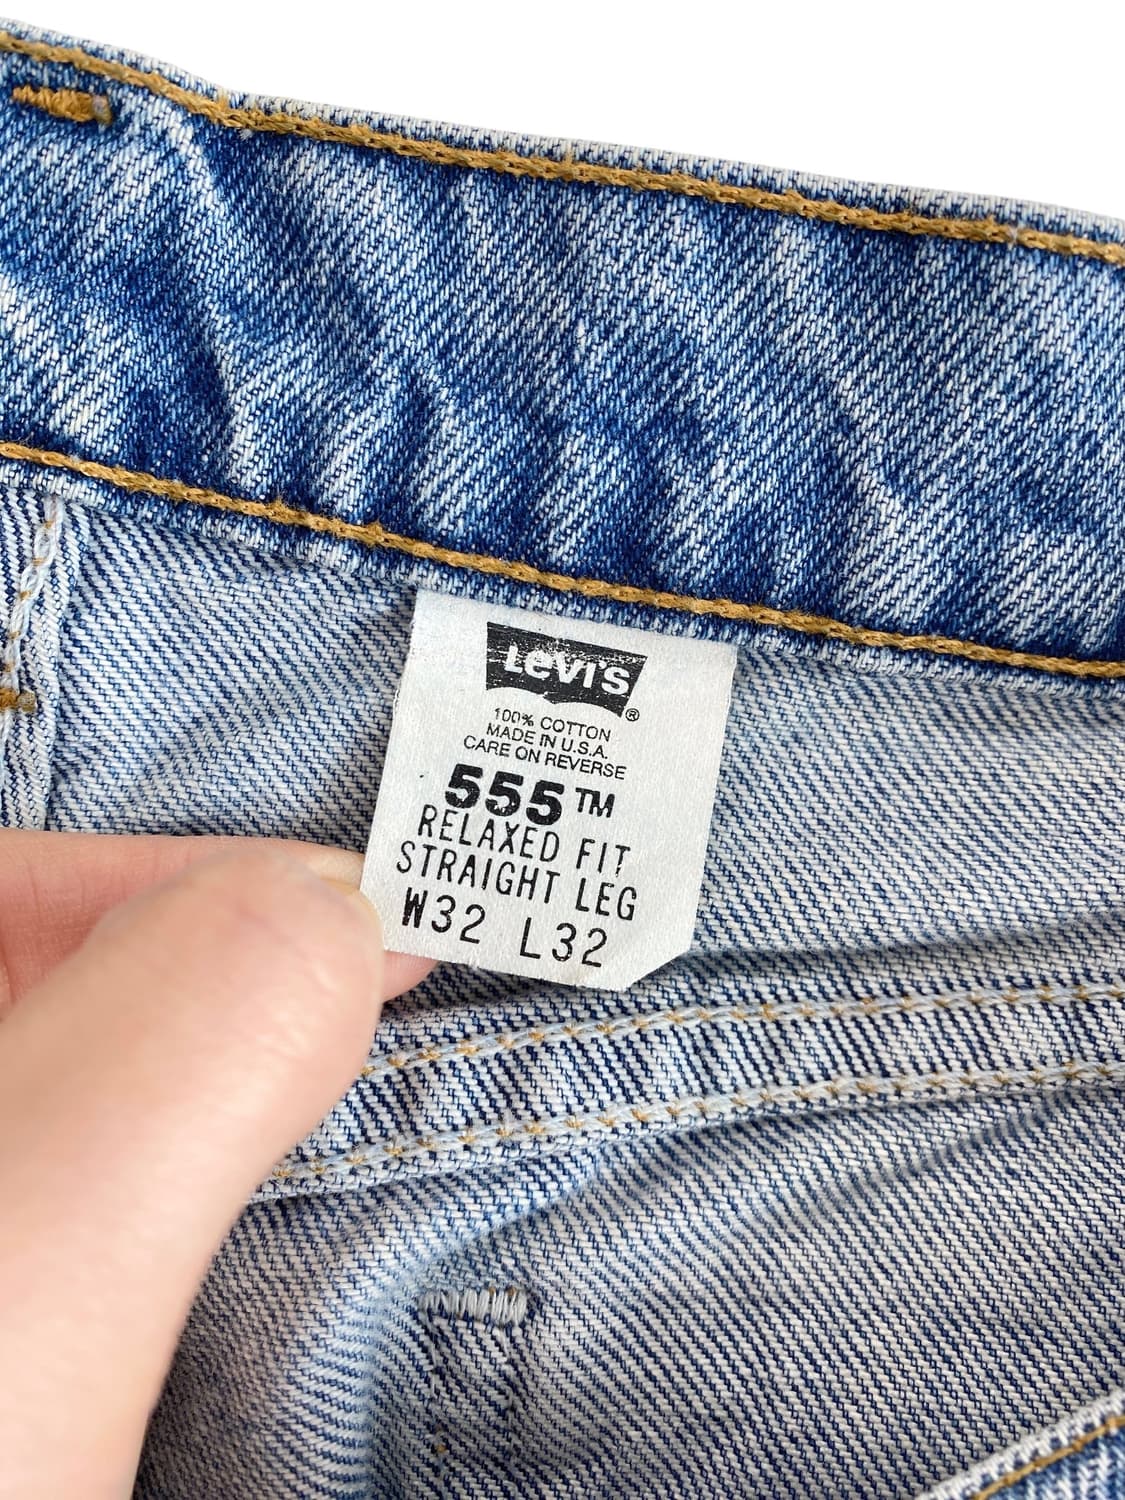 Levi's ®
100% COTTON
MADE IN U.S.A.
CARE ON REVERSE
555™
RELAXED FIT
STRAIGHT LEG
W32 L32